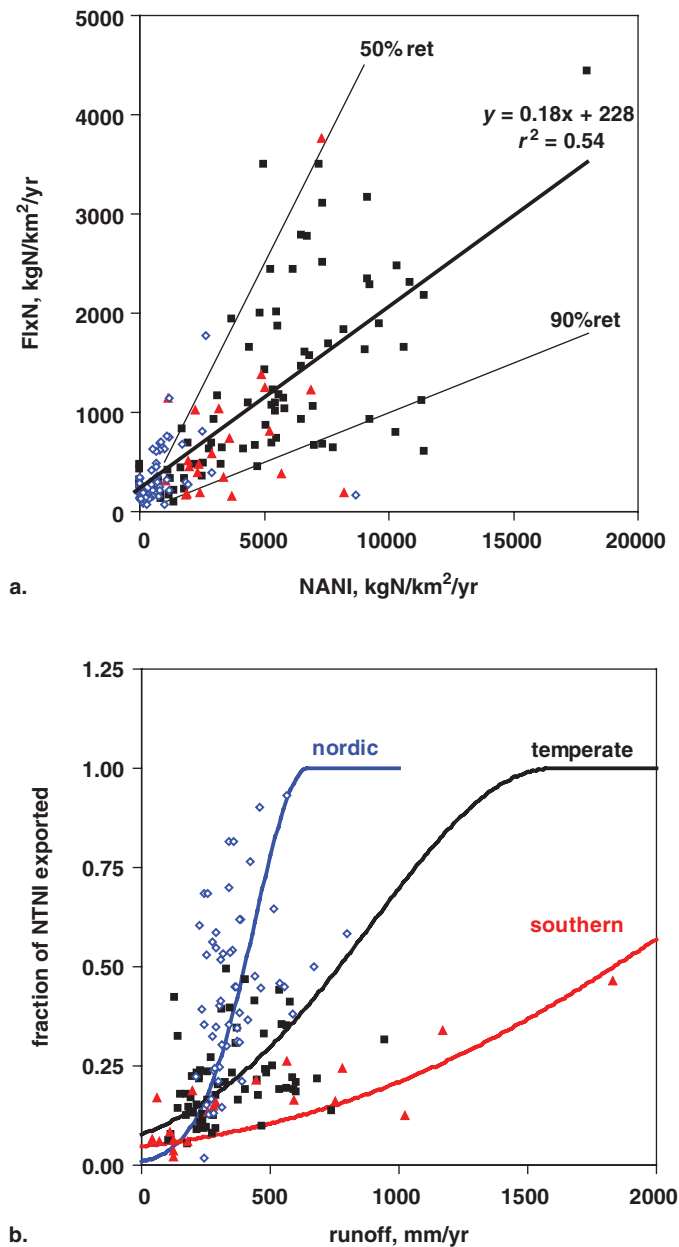 5000
50% ret
4000
y = 0.18x + 228
r² = 0.54
3000
FlxN, kgN/km²/yr
2000
90%ret
1000
0
0 5000 10000 15000 20000
a. NANI, kgN/km²/yr
1.25
nordic temperate
1.00
0.75
southern
fraction of NTNI exported
0.50
0.25
0.00
0 500 1000 1500 2000
b. runoff, mm/yr